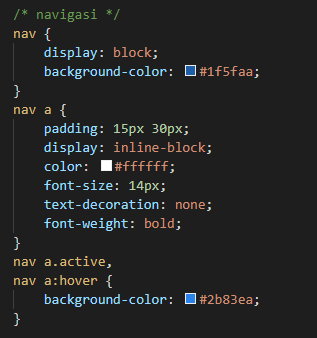 /* navigasi */
nav {
    display: block;
    background-color: #1f5faa;
}
nav a {
    padding: 15px 30px;
    display: inline-block;
    color: #ffffff;
    font-size: 14px;
    text-decoration: none;
    font-weight: bold;
}
nav a.active,
nav a:hover {
    background-color: #2b83ea;
}